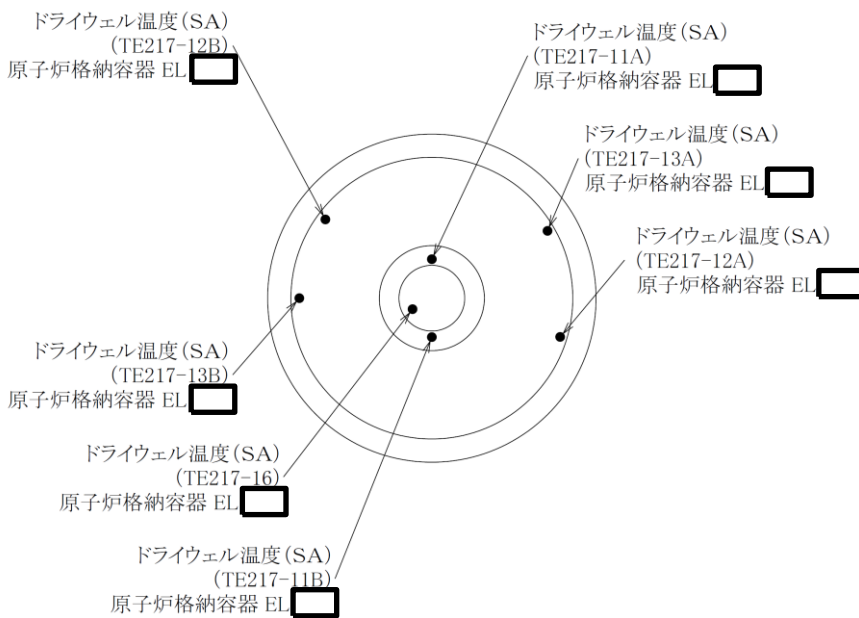 ドライウェル温度(SA)
(TE217-12B)
原子炉格納容器 EL
ドライウェル温度(SA)
(TE217-11A)
原子炉格納容器 EL
ドライウェル温度(SA)
(TE217-13A)
原子炉格納容器 EL
ドライウェル温度(SA)
(TE217-12A)
原子炉格納容器 EL
ドライウェル温度(SA)
(TE217-13B)
原子炉格納容器 EL
ドライウェル温度(SA)
(TE217-16)
原子炉格納容器 EL
ドライウェル温度(SA)
(TE217-11B)
原子炉格納容器 EL